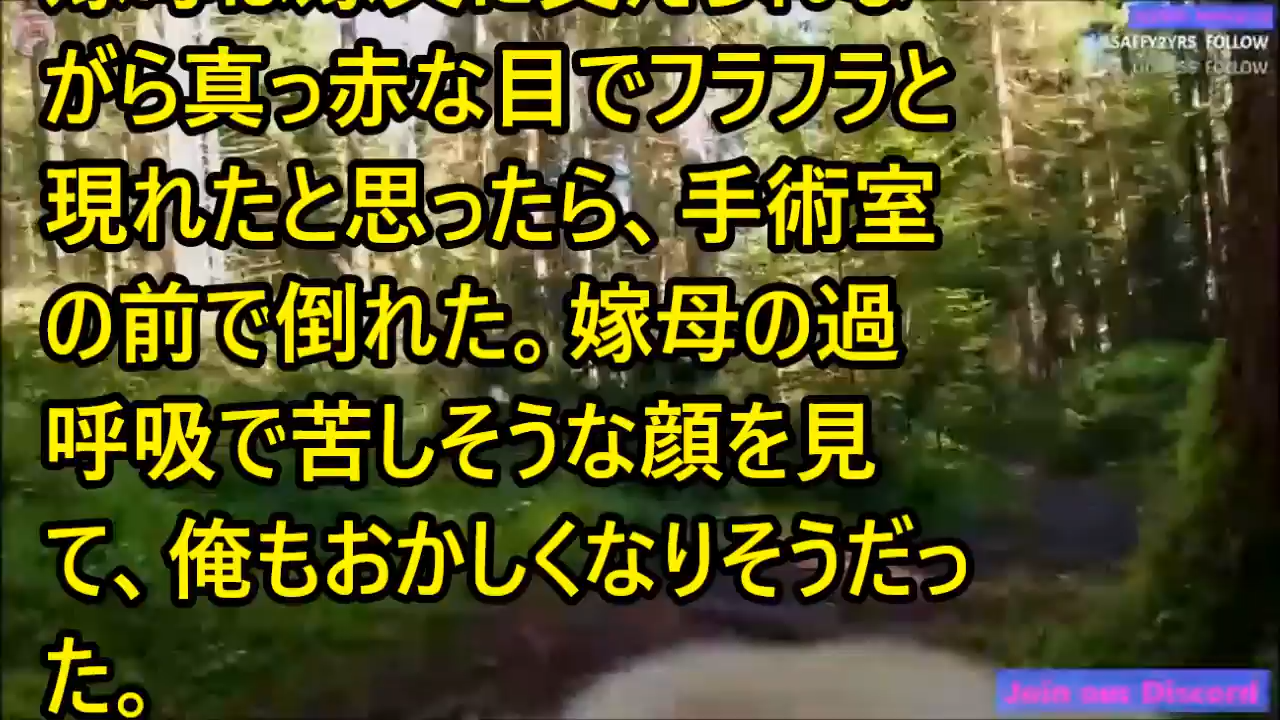 がら真っ赤な目でフラフラと
現れたと思ったら、手術室
の前で倒れた。嫁母の過
呼吸で苦しそうな顔を見
て、俺もおかしくなりそうだっ
た。
SAFFY2YRS FOLLOW
FOLLOW
Join our Discord